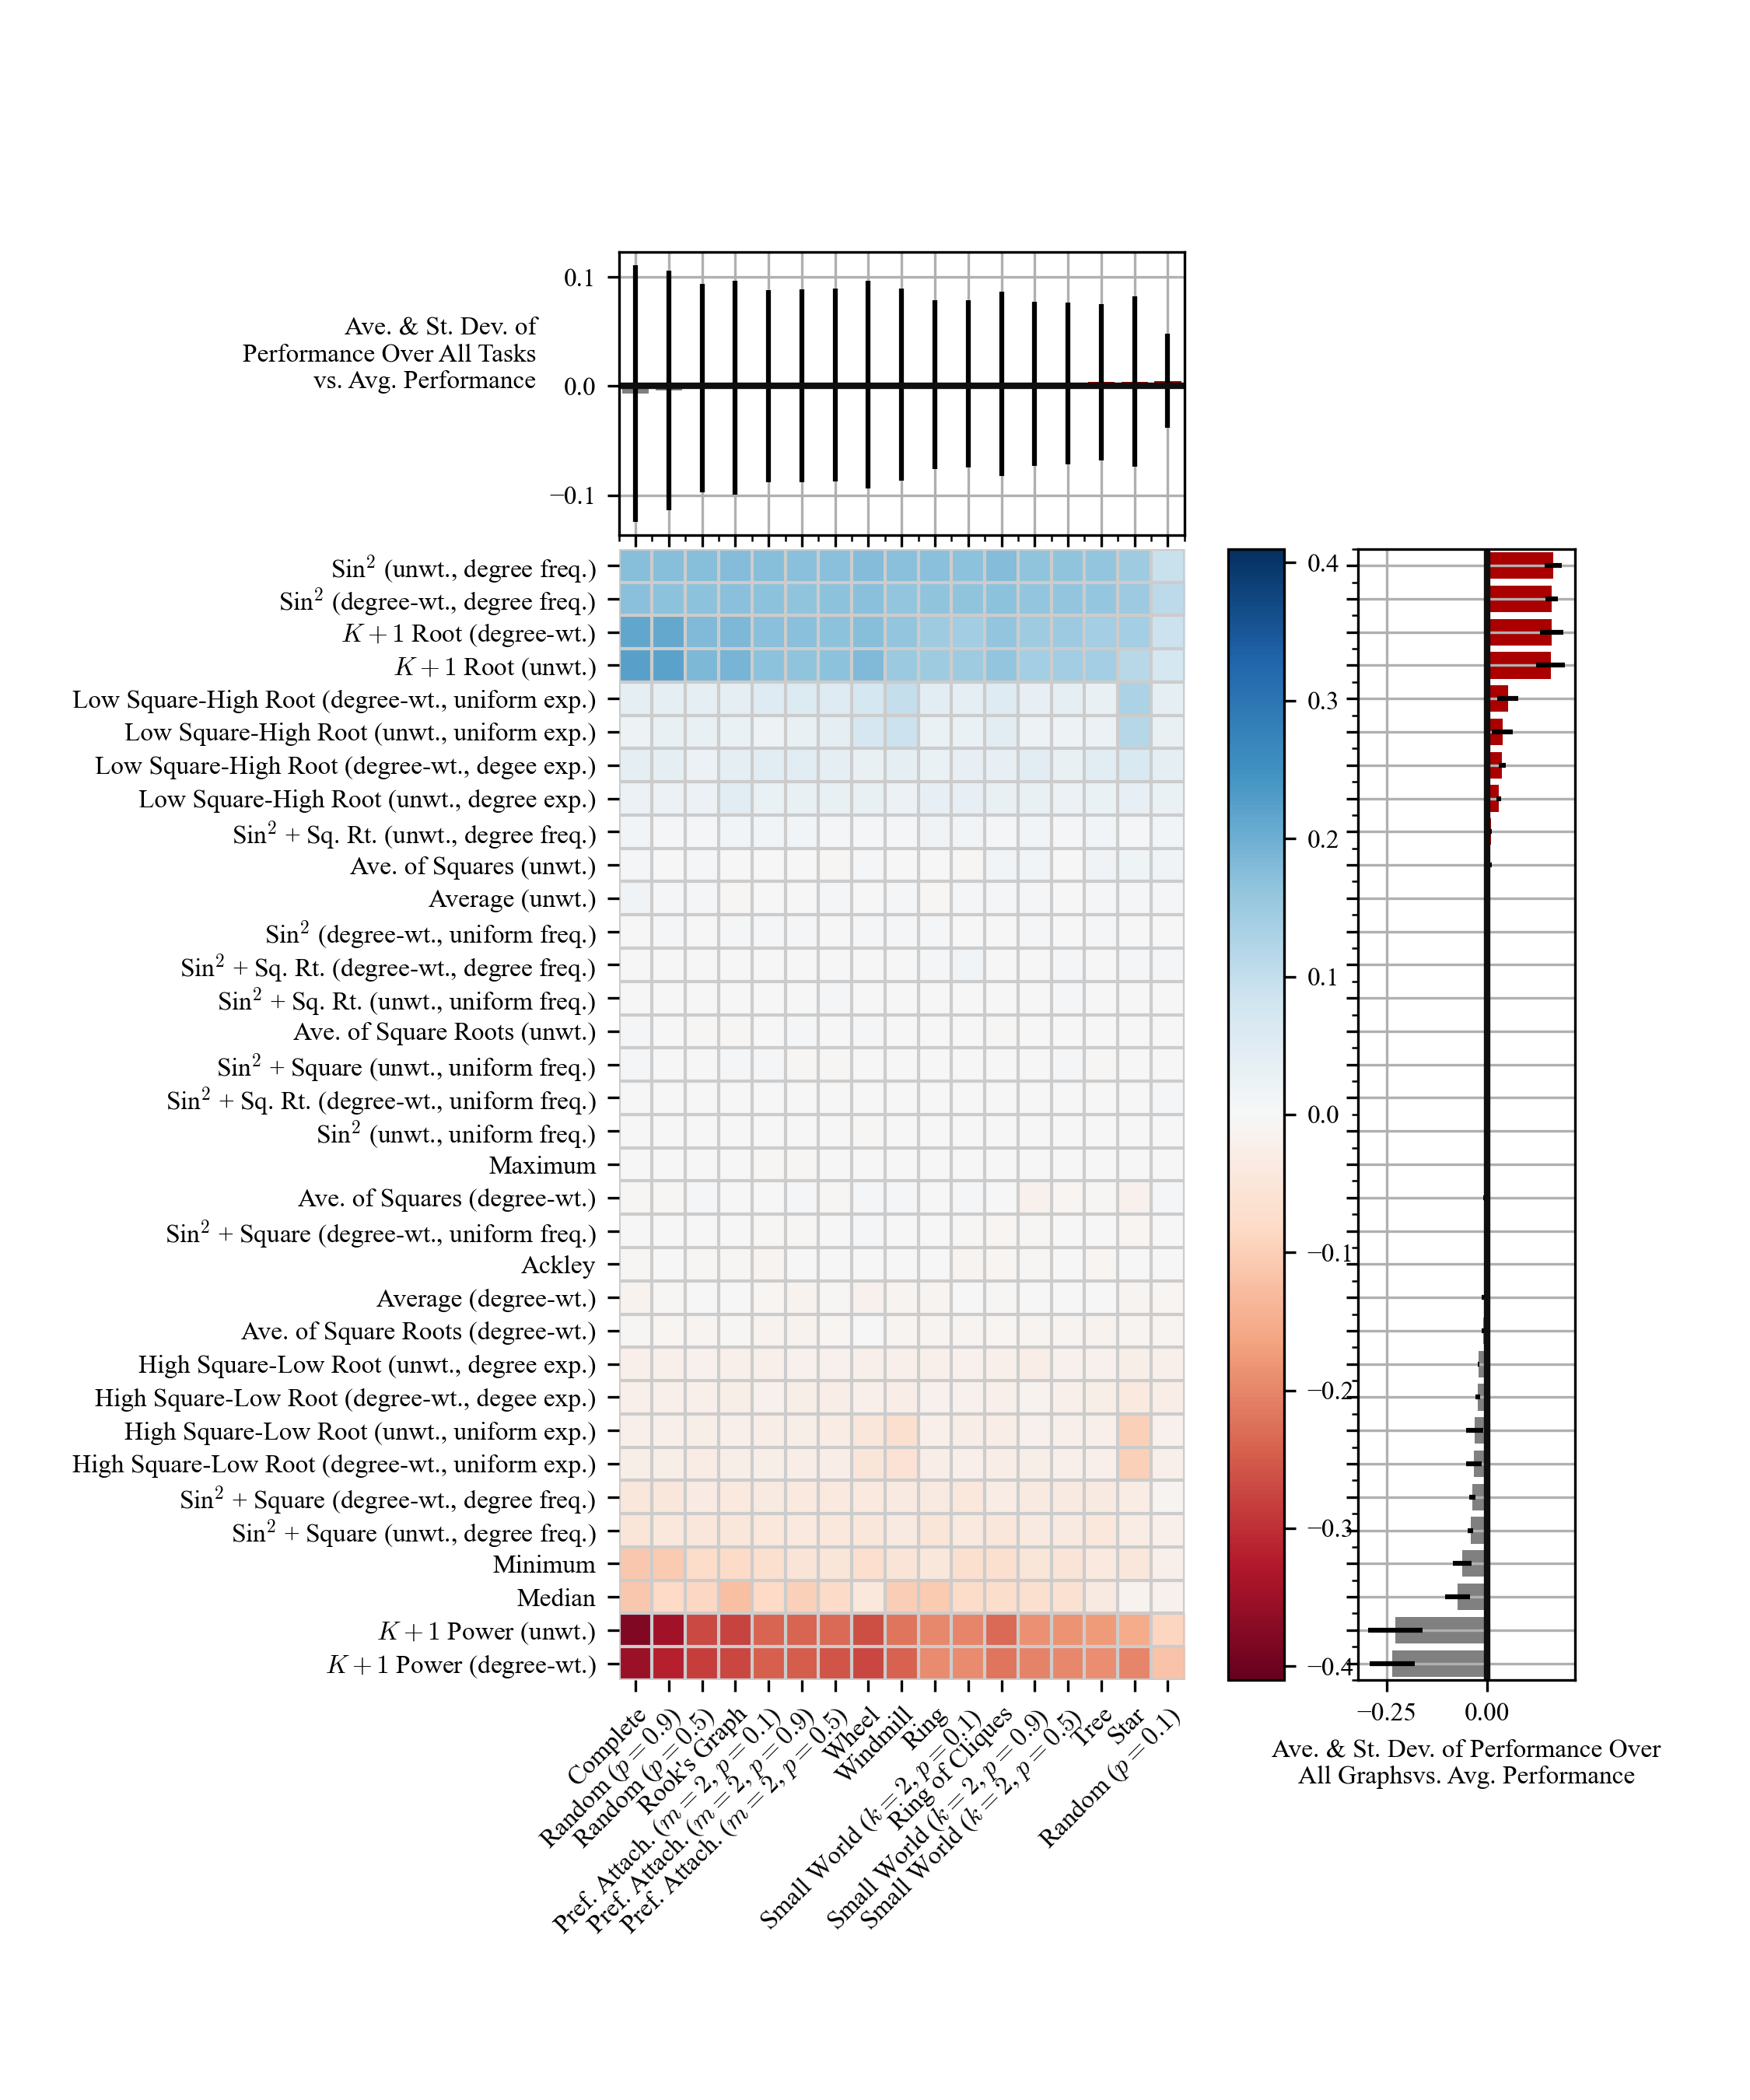 0.1
Ave. & St. Dev. of
Performance Over All Tasks
vs. Avg. Performance
0.0
−0.1
Sin² (unwt., degree freq.)
Sin² (degree-wt., degree freq.)
K + 1 Root (degree-wt.)
K + 1 Root (unwt.)
Low Square-High Root (degree-wt., uniform exp.)
Low Square-High Root (unwt., uniform exp.)
Low Square-High Root (degree-wt., degee exp.)
Low Square-High Root (unwt., degree exp.)
Sin² + Sq. Rt. (unwt., degree freq.)
Ave. of Squares (unwt.)
Average (unwt.)
Sin² (degree-wt., uniform freq.)
Sin² + Sq. Rt. (degree-wt., degree freq.)
Sin² + Sq. Rt. (unwt., uniform freq.)
Ave. of Square Roots (unwt.)
Sin² + Square (unwt., uniform freq.)
Sin² + Sq. Rt. (degree-wt., uniform freq.)
Sin² (unwt., uniform freq.)
Maximum
Ave. of Squares (degree-wt.)
Sin² + Square (degree-wt., uniform freq.)
Ackley
Average (degree-wt.)
Ave. of Square Roots (degree-wt.)
High Square-Low Root (unwt., degree exp.)
High Square-Low Root (degree-wt., degee exp.)
High Square-Low Root (unwt., uniform exp.)
High Square-Low Root (degree-wt., uniform exp.)
Sin² + Square (degree-wt., degree freq.)
Sin² + Square (unwt., degree freq.)
Minimum
Median
K + 1 Power (unwt.)
K + 1 Power (degree-wt.)
Complete
Random (p = 0.9)
Random (p = 0.5)
Rook's Graph
Pref. Attach. (m = 2, p = 0.1)
Pref. Attach. (m = 2, p = 0.9)
Pref. Attach. (m = 2, p = 0.5)
Wheel
Windmill
Ring
Small World (k = 2, p = 0.1)
Ring of Cliques
Small World (k = 2, p = 0.9)
Small World (k = 2, p = 0.5)
Tree
Star
Random (p = 0.1)
0.4
0.3
0.2
0.1
0.0
−0.1
−0.2
−0.3
−0.4
−0.25
0.00
Ave. & St. Dev. of Performance Over
All Graphsvs. Avg. Performance